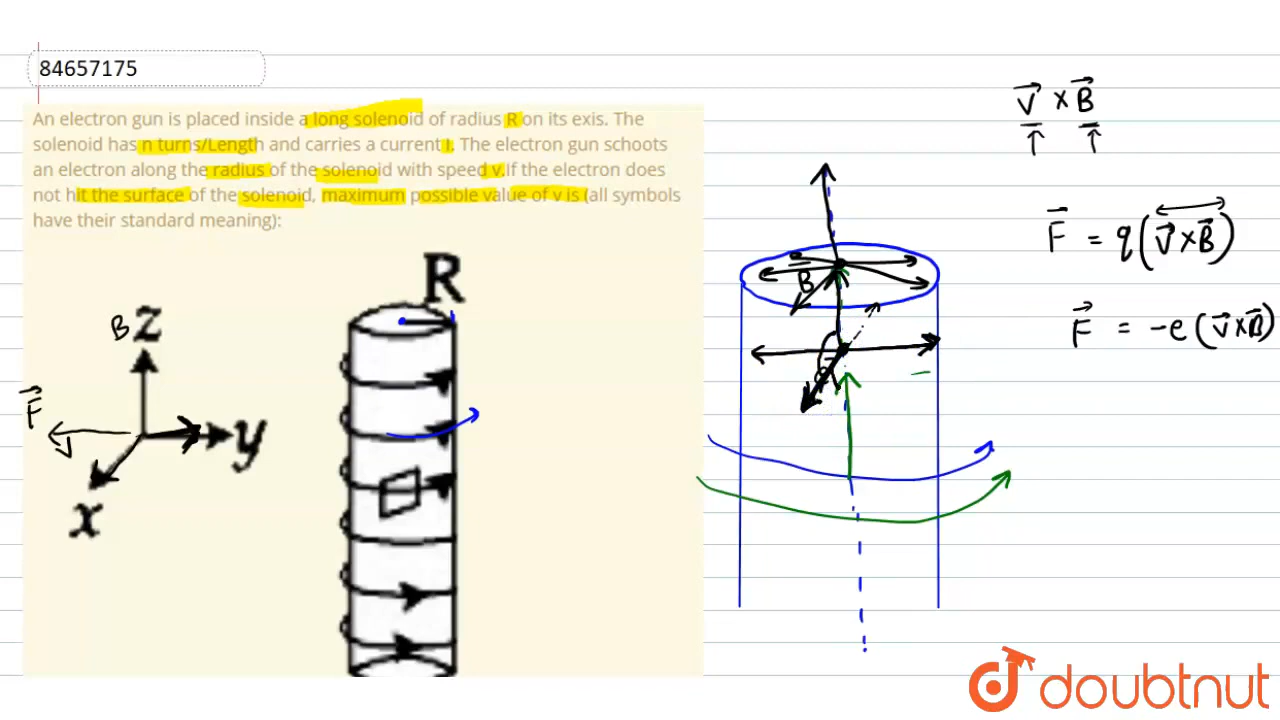 84657175
An electron gun is placed inside a long solenoid of radius R on its exis. The
solenoid has n turns/Length and carries a current I. The electron gun schoots
an electron along the radius of the solenoid with speed v.If the electron does
not hit the surface of the solenoid, maximum possible value of v is (all symbols
have their standard meaning):
R
B z
F
y
x
B
V × B
F = q(V×B)
F = -e(V×B)
doubtnut